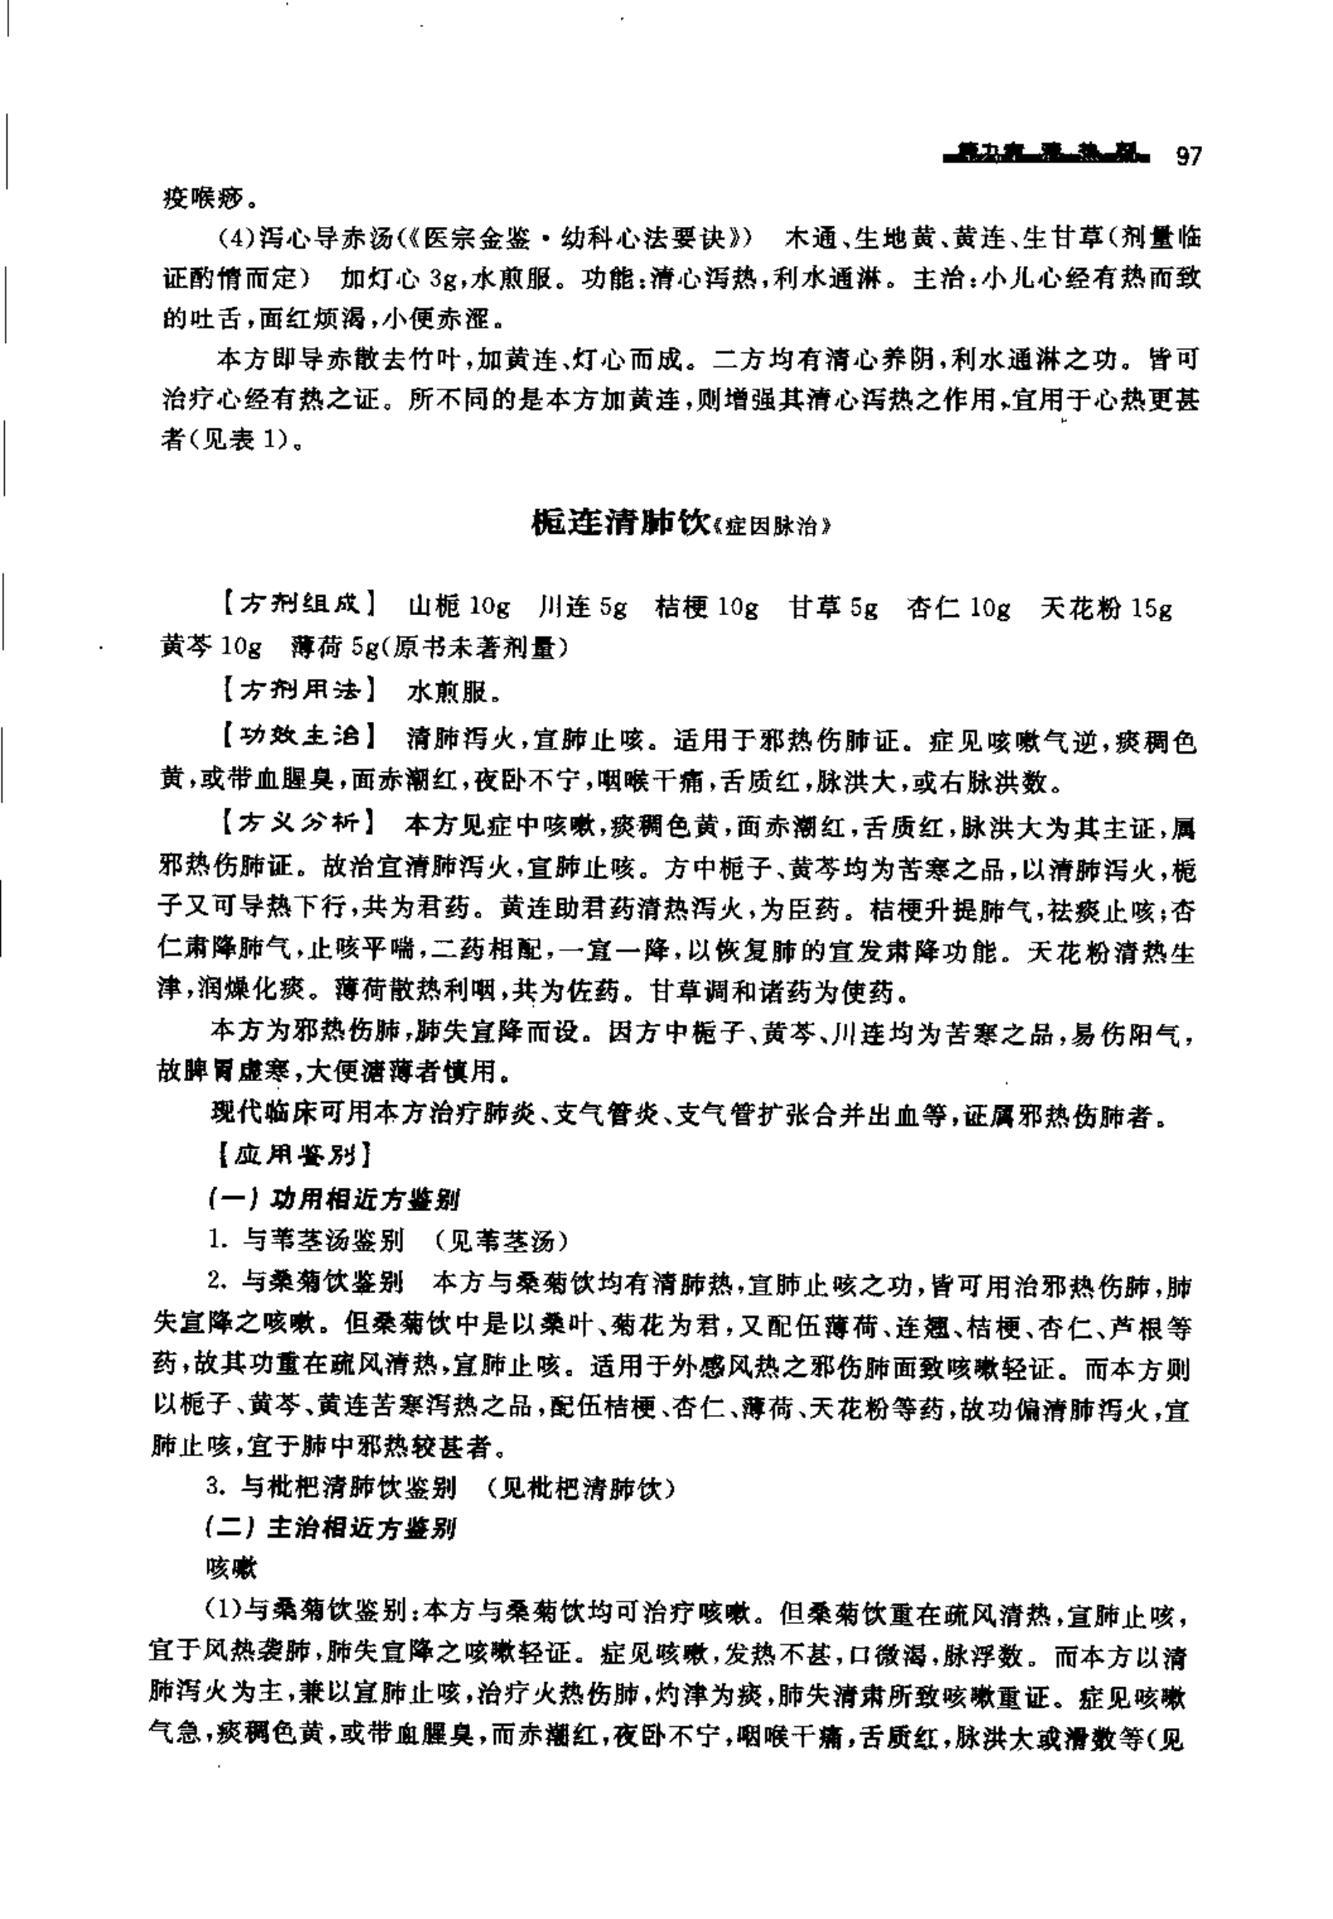 第九章 清热剂 97
疫喉痧。
(4)泻心导赤汤(《医宗金鉴·幼科心法要诀》) 木通、生地黄、黄连、生甘草(剂量临
证酌情而定) 加灯心 3g,水煎服。功能:清心泻热,利水通淋。主治:小儿心经有热而致
的吐舌,面红烦渴,小便赤涩。
本方即导赤散去竹叶,加黄连、灯心而成。二方均有清心养阴,利水通淋之功。皆可
治疗心经有热之证。所不同的是本方加黄连,则增强其清心泻热之作用,宜用于心热更甚
者(见表 1)。
栀连清肺饮《症因脉治》
【方剂组成】 山栀 10g 川连 5g 桔梗 10g 甘草 5g 杏仁 10g 天花粉 15g
黄芩 10g 薄荷 5g(原书未著剂量)
【方剂用法】 水煎服。
【功效主治】 清肺泻火,宣肺止咳。适用于邪热伤肺证。症见咳嗽气逆,痰稠色
黄,或带血腥臭,面赤潮红,夜卧不宁,咽喉干痛,舌质红,脉洪大,或右脉洪数。
【方义分析】 本方见症中咳嗽,痰稠色黄,面赤潮红,舌质红,脉洪大为其主证,属
邪热伤肺证。故治宜清肺泻火,宣肺止咳。方中栀子、黄芩均为苦寒之品,以清肺泻火,栀
子又可导热下行,共为君药。黄连助君药清热泻火,为臣药。桔梗升提肺气,祛痰止咳;杏
仁肃降肺气,止咳平喘,二药相配,一宣一降,以恢复肺的宣发肃降功能。天花粉清热生
津,润燥化痰。薄荷散热利咽,共为佐药。甘草调和诸药为使药。
本方为邪热伤肺,肺失宣降而设。因方中栀子、黄芩、川连均为苦寒之品,易伤阳气,
故脾胃虚寒,大便溏薄者慎用。
现代临床可用本方治疗肺炎、支气管炎、支气管扩张合并出血等,证属邪热伤肺者。
【应用鉴别】
(一)功用相近方鉴别
1. 与苇茎汤鉴别 (见苇茎汤)
2. 与桑菊饮鉴别 本方与桑菊饮均有清肺热,宣肺止咳之功,皆可用治邪热伤肺,肺
失宣降之咳嗽。但桑菊饮中是以桑叶、菊花为君,又配伍薄荷、连翘、桔梗、杏仁、芦根等
药,故其功重在疏风清热,宣肺止咳。适用于外感风热之邪伤肺面致咳嗽轻证。而本方则
以栀子、黄芩、黄连苦寒泻热之品,配伍桔梗、杏仁、薄荷、天花粉等药,故功偏清肺泻火,宣
肺止咳,宜于肺中邪热较甚者。
3. 与枇杷清肺饮鉴别 (见枇杷清肺饮)
(二)主治相近方鉴别
咳嗽
(1)与桑菊饮鉴别:本方与桑菊饮均可治疗咳嗽。但桑菊饮重在疏风清热,宣肺止咳,
宜于风热袭肺,肺失宣降之咳嗽轻证。症见咳嗽,发热不甚,口微渴,脉浮数。而本方以清
肺泻火为主,兼以宣肺止咳,治疗火热伤肺,灼津为痰,肺失清肃所致咳嗽重证。症见咳嗽
气急,痰稠色黄,或带血腥臭,而赤潮红,夜卧不宁,咽喉干痛,舌质红,脉洪大或滑数等(见